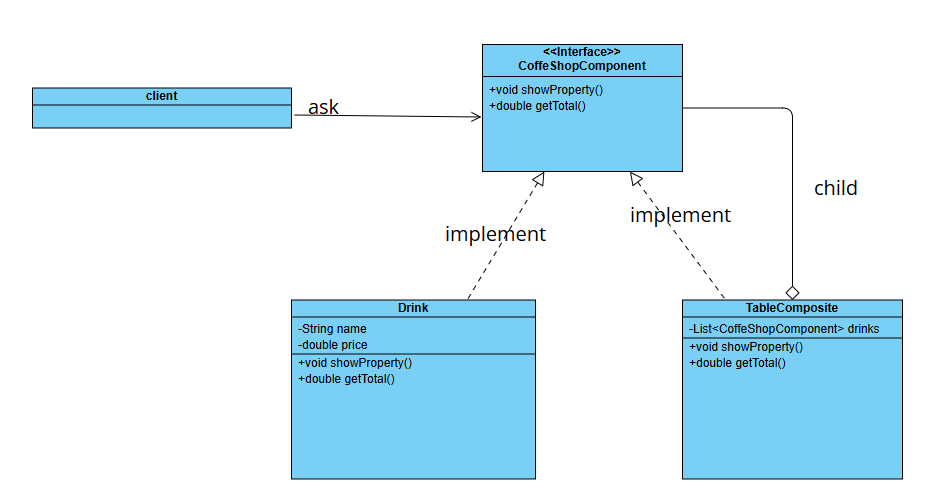 client
ask
<<Interface>>
CoffeShopComponent
+void showProperty()
+double getTotal()
child
implement
implement
Drink
-String name
-double price
+void showProperty()
+double getTotal()
TableComposite
-List<CoffeShopComponent> drinks
+void showProperty()
+double getTotal()